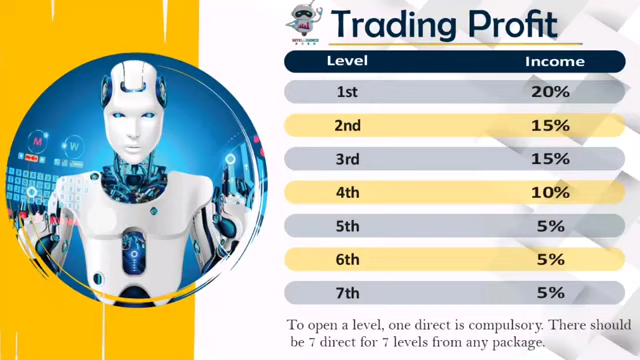 Trading Profit
Level Income
1st 20%
2nd 15%
3rd 15%
4th 10%
5th 5%
6th 5%
7th 5%
To open a level, one direct is compulsory. There should
be 7 direct for 7 levels from any package.
M
W